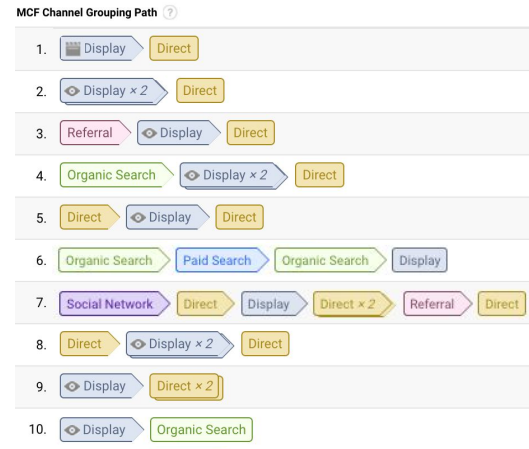 MCF Channel Grouping Path ?
1. Display Direct
2. Display × 2 Direct
3. Referral Display Direct
4. Organic Search Display × 2 Direct
5. Direct Display Direct
6. Organic Search Paid Search Organic Search Display
7. Social Network Direct Display Direct × 2 Referral Direct
8. Direct Display × 2 Direct
9. Display Direct × 2
10. Display Organic Search